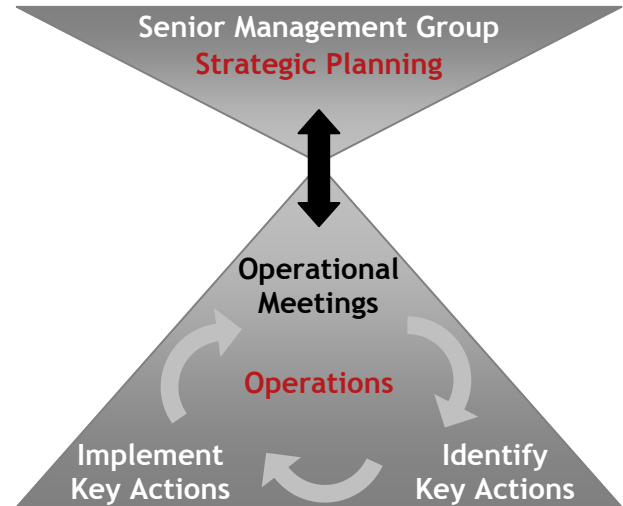 Senior Management Group
Strategic Planning
Operational
Meetings
Operations
Implement
Key Actions
Identify
Key Actions